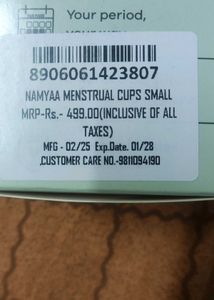 Your period,
8906061423807
NAMYAA MENSTRUAL CUPS SMALL
MRP-Rs.- 499.00(INCLUSIVE OF ALL
TAXES)
MFG - 02/25 Exp.Date. 01/28
,CUSTOMER CARE NO.-9811094190